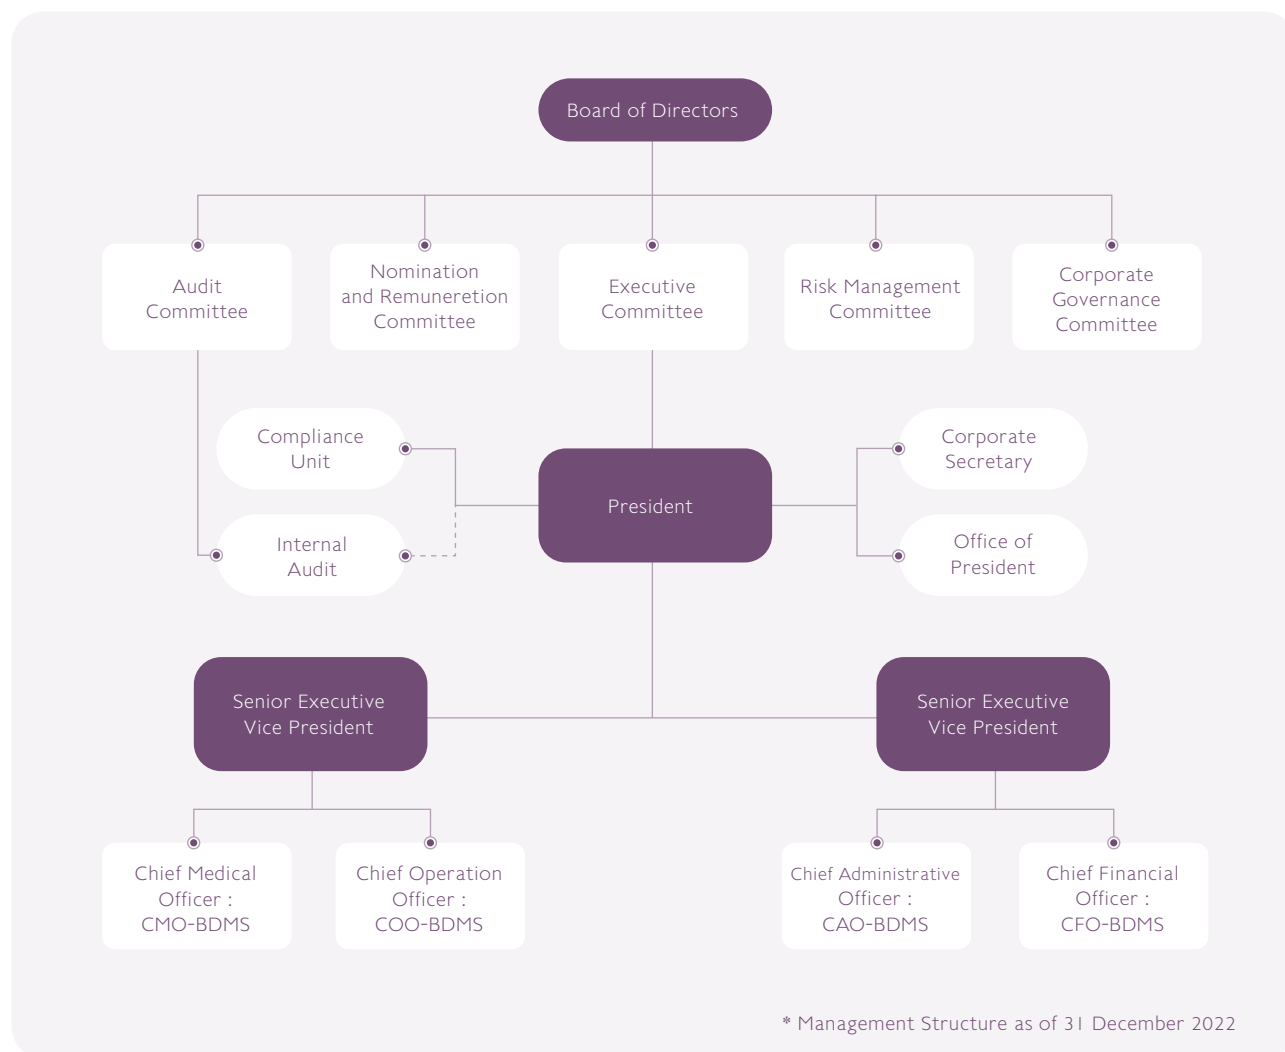 Board of Directors
Audit
Committee
Nomination
and Remuneretion
Committee
Executive
Committee
Risk Management
Committee
Corporate
Governance
Committee
Compliance
Unit
Corporate
Secretary
President
Internal
Audit
Office of
President
Senior Executive
Vice President
Senior Executive
Vice President
Chief Medical
Officer :
CMO-BDMS
Chief Operation
Officer :
COO-BDMS
Chief Administrative
Officer :
CAO-BDMS
Chief Financial
Officer :
CFO-BDMS
* Management Structure as of 31 December 2022